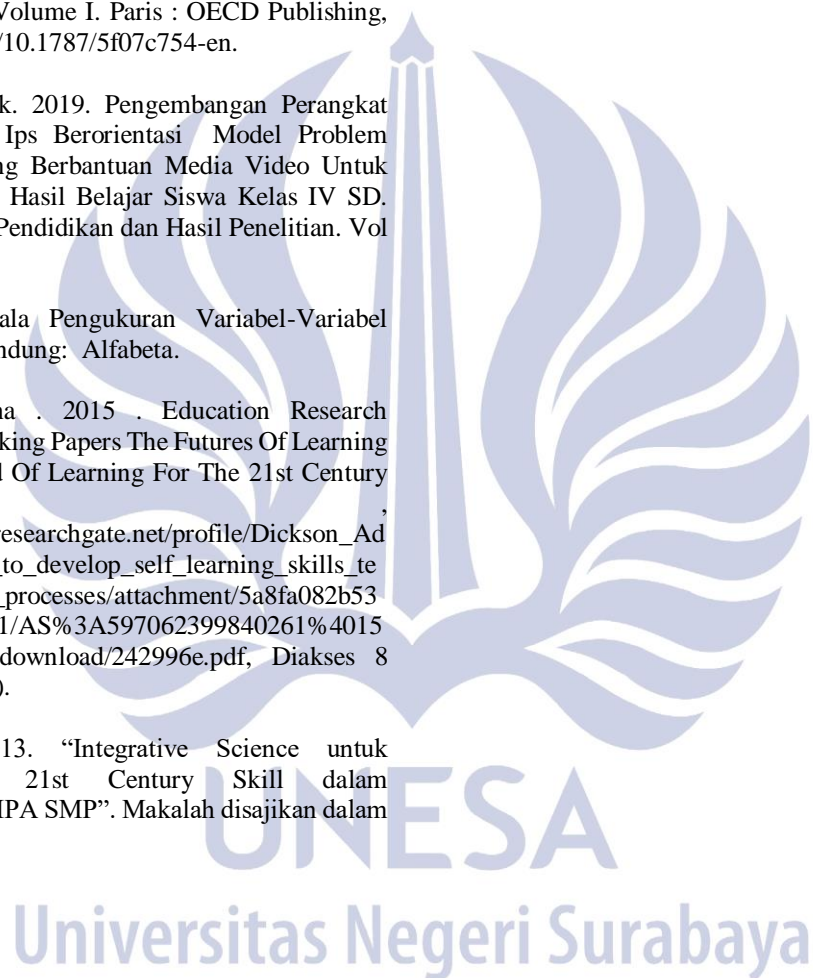 Volume I. Paris : OECD Publishing,
/10.1787/5f07c754-en.
k. 2019. Pengembangan Perangkat
Ips Berorientasi Model Problem
ng Berbantuan Media Video Untuk
Hasil Belajar Siswa Kelas IV SD.
Pendidikan dan Hasil Penelitian. Vol
ala Pengukuran Variabel-Variabel
ndung: Alfabeta.
na . 2015 . Education Research
king Papers The Futures Of Learning
d Of Learning For The 21st Century
,
researchgate.net/profile/Dickson_Ad
_to_develop_self_learning_skills_te
_processes/attachment/5a8fa082b53
1/AS%3A597062399840261%4015
download/242996e.pdf, Diakses 8
).
13. “Integrative Science untuk
21st Century Skill dalam
IPA SMP”. Makalah disajikan dalam
UNESA
Universitas Negeri Surabaya